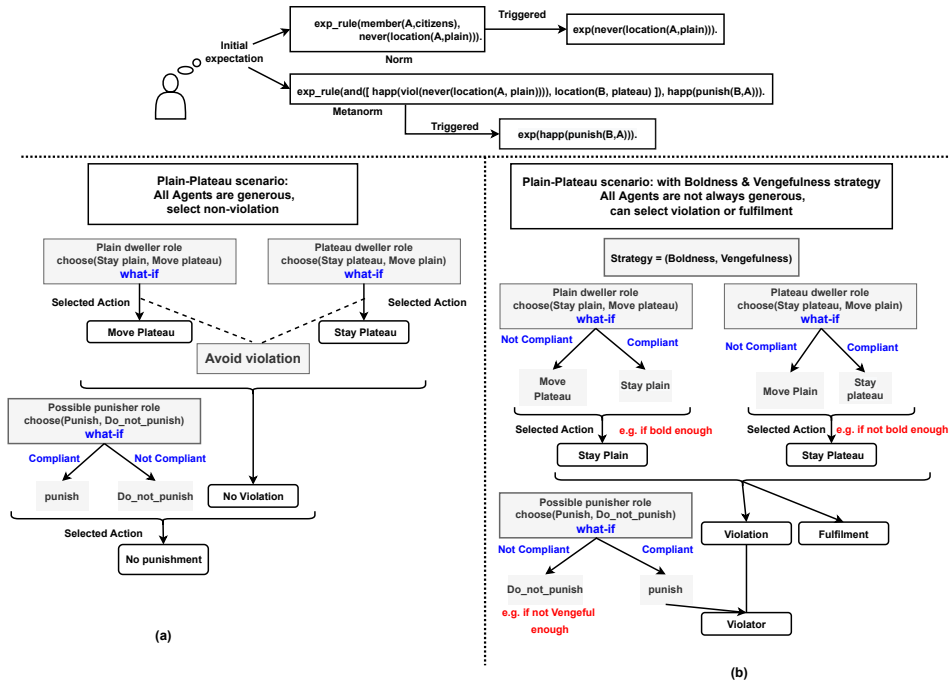 exp_rule(member(A,citizens),
never(location(A,plain))).
Triggered
exp(never(location(A,plain))).
Initial
expectation
Norm
exp_rule(and([ happ(viol(never(location(A, plain)))), location(B, plateau) ]), happ(punish(B,A))).
Metanorm
Triggered
exp(happ(punish(B,A))).
Plain-Plateau scenario:
All Agents are generous,
select non-violation
Plain dweller role
choose(Stay plain, Move plateau)
what-if
Plateau dweller role
choose(Stay plateau, Move plain)
what-if
Selected Action
Selected Action
Move Plateau
Stay Plateau
Avoid violation
Possible punisher role
choose(Punish, Do_not_punish)
what-if
Compliant
Not Compliant
punish
Do_not_punish
No Violation
Selected Action
No punishment
(a)
Plain-Plateau scenario: with Boldness & Vengefulness strategy
All Agents are not always generous,
can select violation or fulfilment
Strategy = (Boldness, Vengefulness)
Plain dweller role
choose(Stay plain, Move plateau)
what-if
Plateau dweller role
choose(Stay plateau, Move plain)
what-if
Not Compliant
Compliant
Not Compliant
Compliant
Move
Plateau
Stay plain
Move Plain
Stay
plateau
Selected Action
e.g. if bold enough
Selected Action
e.g. if not bold enough
Stay Plain
Stay Plateau
Possible punisher role
choose(Punish, Do_not_punish)
what-if
Violation
Fulfilment
Not Compliant
Compliant
Do_not_punish
punish
e.g. if not Vengeful
enough
Violator
(b)